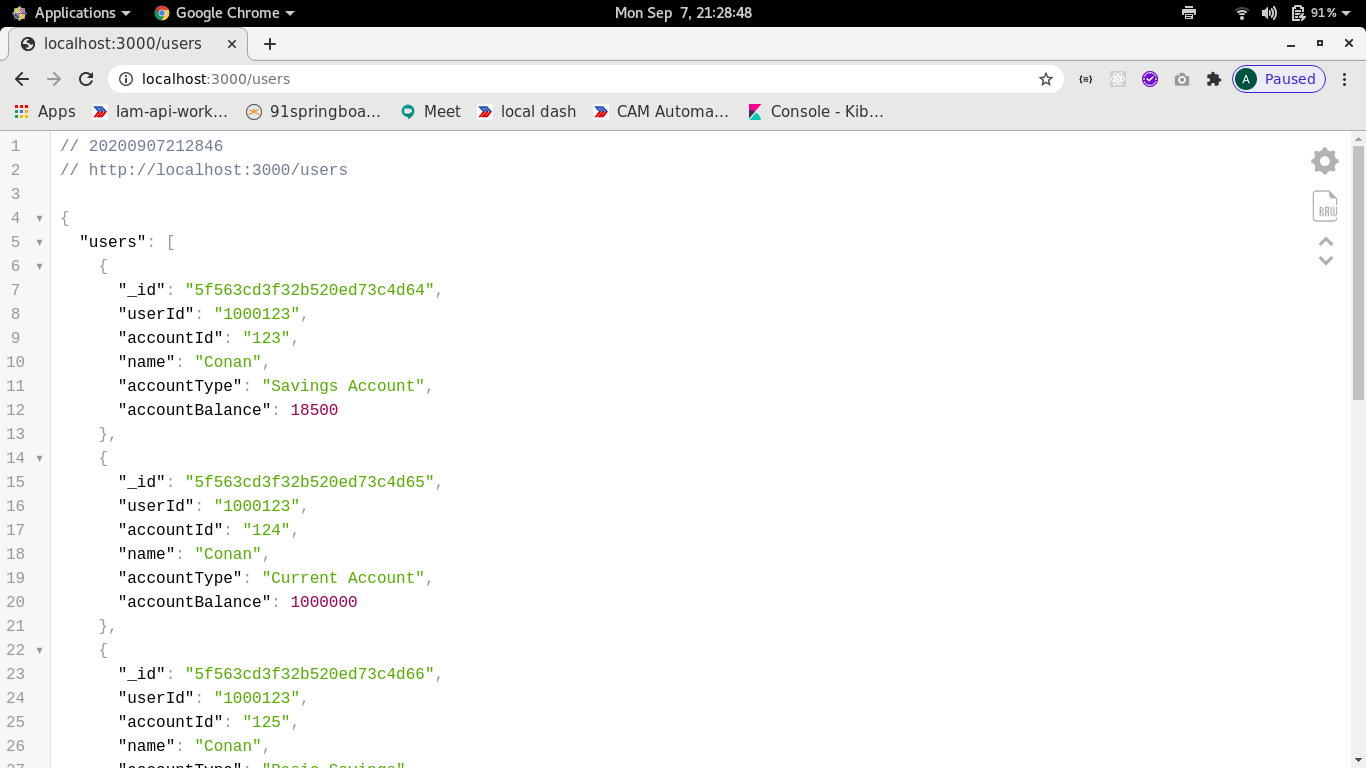 Applications Google Chrome Mon Sep 7, 21:28:48 91%
localhost:3000/users
localhost:3000/users A Paused
Apps Iam-api-work... 91springboa... Meet local dash CAM Automa... Console - Kib...
1 // 20200907212846
2 // http://localhost:3000/users
3
4 {
5 "users": [
6 {
7 "_id": "5f563cd3f32b520ed73c4d64",
8 "userId": "1000123",
9 "accountId": "123",
10 "name": "Conan",
11 "accountType": "Savings Account",
12 "accountBalance": 18500
13 },
14 {
15 "_id": "5f563cd3f32b520ed73c4d65",
16 "userId": "1000123",
17 "accountId": "124",
18 "name": "Conan",
19 "accountType": "Current Account",
20 "accountBalance": 1000000
21 },
22 {
23 "_id": "5f563cd3f32b520ed73c4d66",
24 "userId": "1000123",
25 "accountId": "125",
26 "name": "Conan",
27 "accountType": "Basic Savings"
RAW